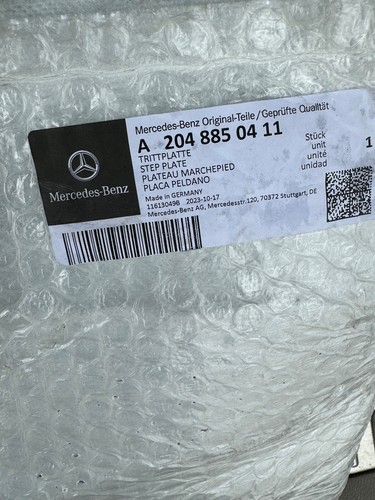 Mercedes-Benz Original-Teile/Geprüfte Qualität
A 204 885 04 11
TRITTPLATTE
STEP PLATE
PLATEAU MARCHEPIED
PLACA PELDANO
Stück
unit
unité
unidad
1
Made in GERMANY
116130496 2023-10-17
Mercedes-Benz AG, Mercedesstr.120, 70372 Stuttgart, DE
Mercedes-Benz